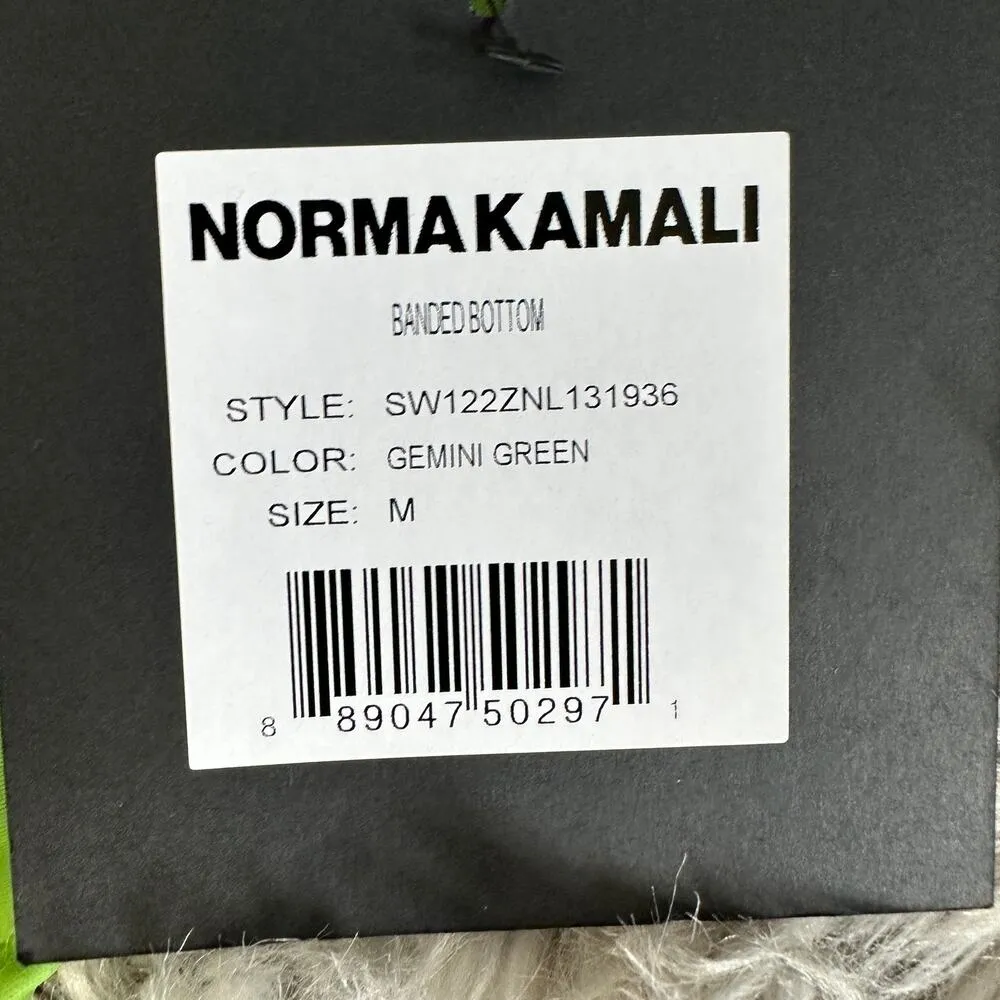 NORMA KAMALI
BANDED BOTTOM
STYLE: SW122ZNL131936
COLOR: GEMINI GREEN
SIZE: M
8 89047 50297 1